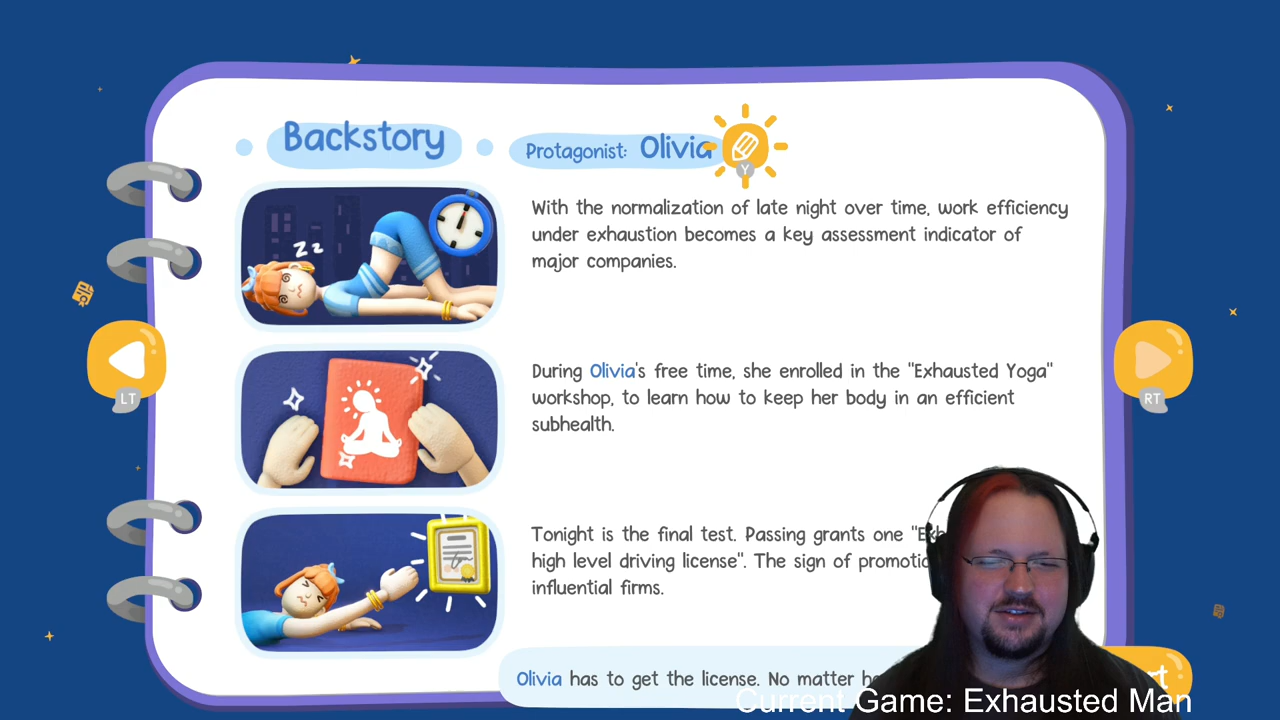 Backstory
Protagonist: Olivia
Y
With the normalization of late night over time, work efficiency
under exhaustion becomes a key assessment indicator of
major companies.
z z
During Olivia's free time, she enrolled in the "Exhausted Yoga"
workshop, to learn how to keep her body in an efficient
subhealth.
LT
RT
Tonight is the final test. Passing grants one
high level driving license". The sign of
influential firms.
Olivia has to get the license. No matter
Current Game: Exhausted Man